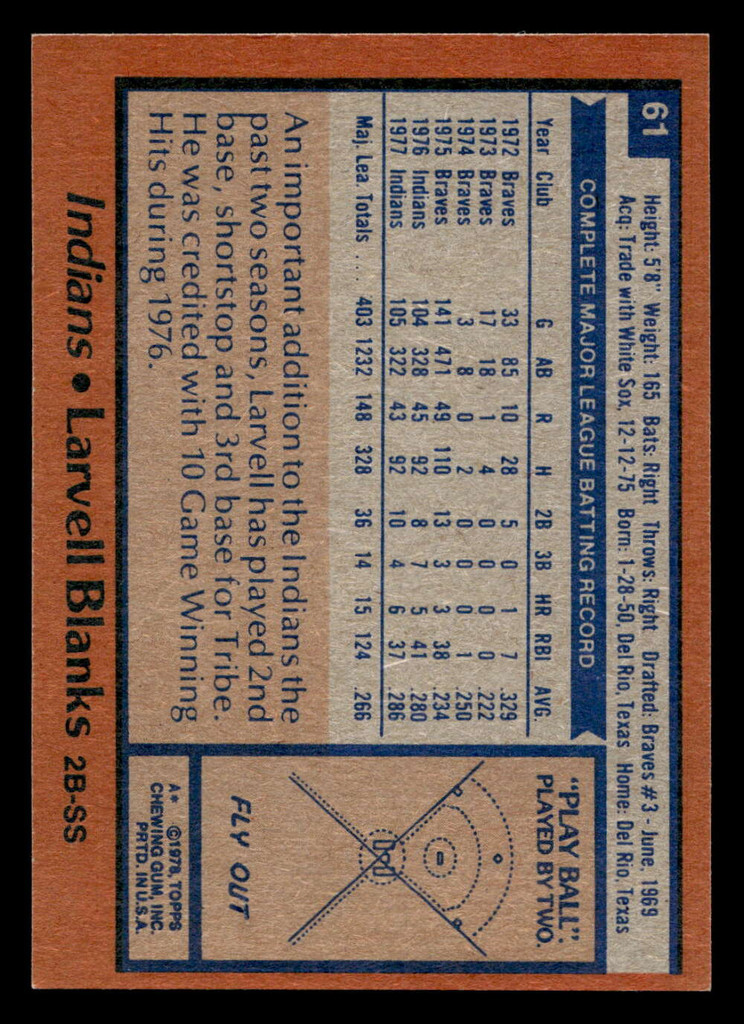 61
Height: 5'8" Weight: 165 Bats: Right Throws: Right Drafted: Braves #3 - June, 1969
Acq: Trade with White Sox, 12-12-75 Born: 1-28-50, Del Rio, Texas Home: Del Rio, Texas
COMPLETE MAJOR LEAGUE BATTING RECORD
Year Club G AB R H 2B 3B HR RBI AVG.
1972 Braves 33 85 10 28 5 0 1 7 .329
1973 Braves 17 18 1 4 0 0 0 0 .222
1974 Braves 3 8 0 2 0 0 0 1 .250
1975 Braves 141 471 49 110 13 3 3 38 .234
1976 Indians 104 328 45 92 8 7 5 41 .280
1977 Indians 105 322 43 92 10 4 6 37 .286
Maj. Lea. Totals .... 403 1232 148 328 36 14 15 124 .266
An important addition to the Indians the
past two seasons, Larvell has played 2nd
base, shortstop and 3rd base for Tribe.
He was credited with 10 Game Winning
Hits during 1976.
"PLAY BALL":
PLAYED BY TWO.
FLY OUT
A* ©1978, TOPPS
CHEWING GUM, INC.
PRTD. IN U.S.A.
Indians • Larvell Blanks 2B-SS